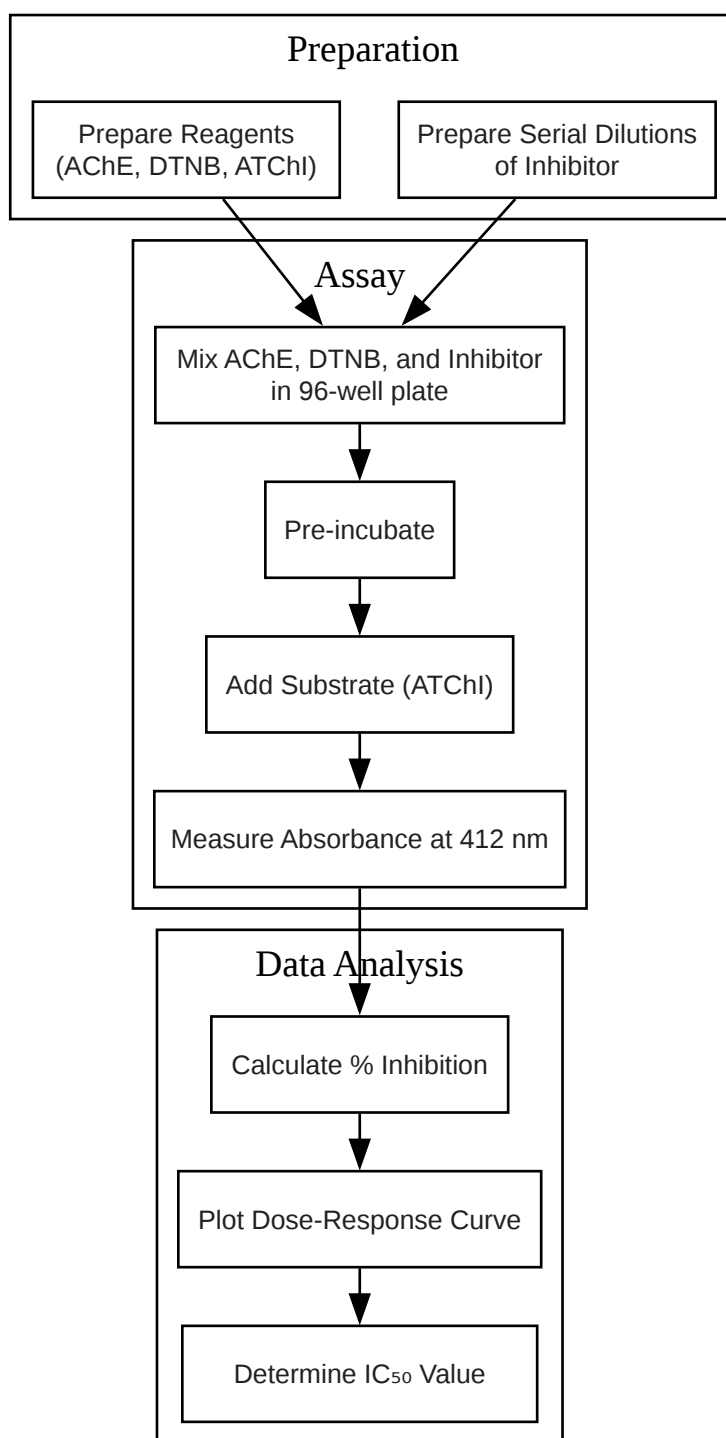 Preparation
Prepare Reagents
(AChE, DTNB, ATChI)
Prepare Serial Dilutions
of Inhibitor
Assay
Mix AChE, DTNB, and Inhibitor
in 96-well plate
Pre-incubate
Add Substrate (ATChI)
Measure Absorbance at 412 nm
Data Analysis
Calculate % Inhibition
Plot Dose-Response Curve
Determine IC₅₀ Value